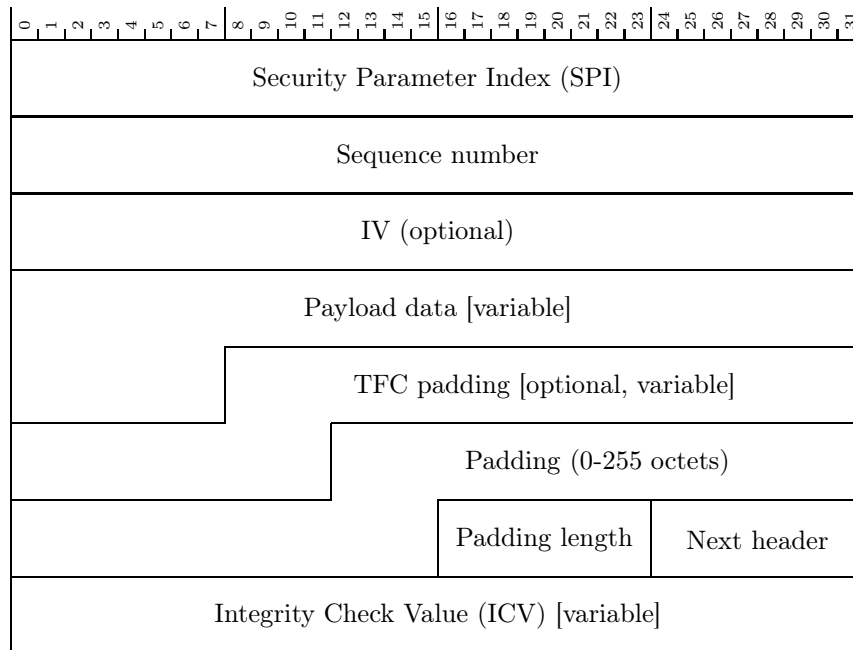 0 1 2 3 4 5 6 7 8 9 10 11 12 13 14 15 16 17 18 19 20 21 22 23 24 25 26 27 28 29 30 31
Security Parameter Index (SPI)
Sequence number
IV (optional)
Payload data [variable]
TFC padding [optional, variable]
Padding (0-255 octets)
Padding length Next header
Integrity Check Value (ICV) [variable]